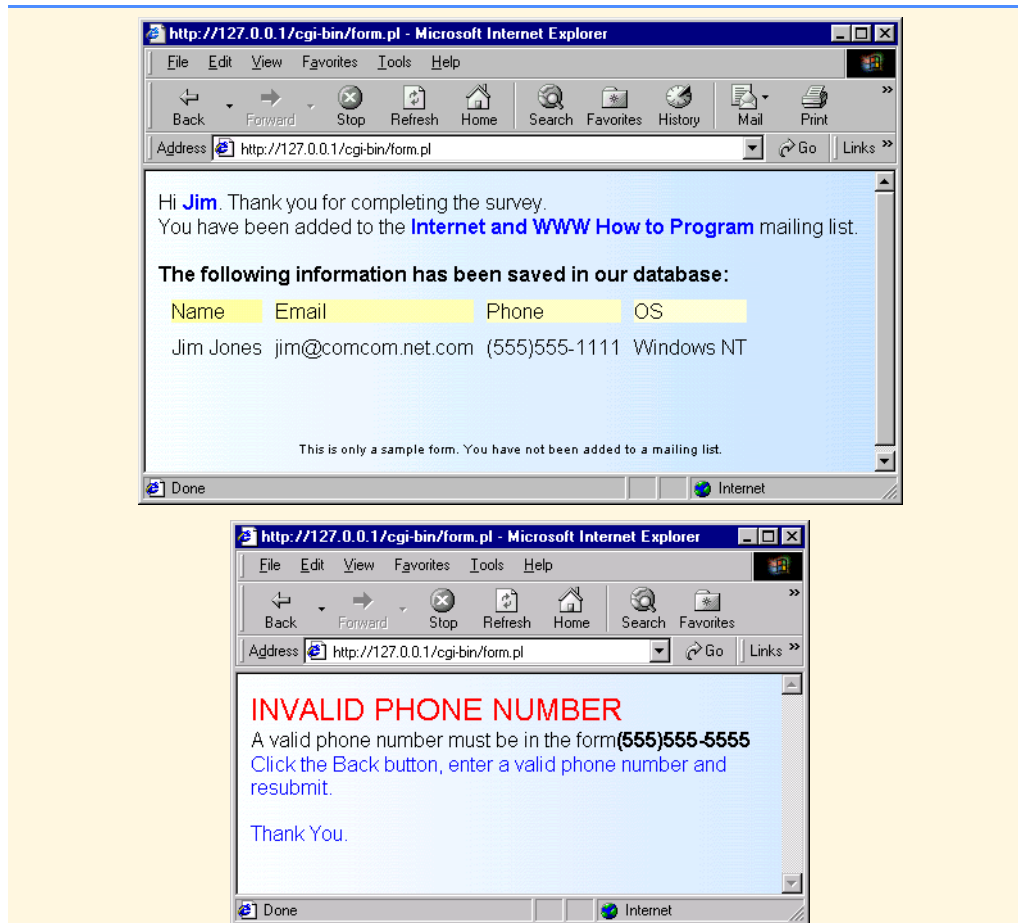 http://127.0.0.1/cgi-bin/form.pl - Microsoft Internet Explorer
File Edit View Favorites Tools Help
Back Forward Stop Refresh Home Search Favorites History Mail Print »
Address http://127.0.0.1/cgi-bin/form.pl Go Links »
Hi Jim. Thank you for completing the survey.
You have been added to the Internet and WWW How to Program mailing list.
The following information has been saved in our database:
Name Email Phone OS
Jim Jones jim@comcom.net.com (555)555-1111 Windows NT
This is only a sample form. You have not been added to a mailing list.
Done Internet
http://127.0.0.1/cgi-bin/form.pl - Microsoft Internet Explorer
File Edit View Favorites Tools Help
Back Forward Stop Refresh Home Search Favorites »
Address http://127.0.0.1/cgi-bin/form.pl Go Links »
INVALID PHONE NUMBER
A valid phone number must be in the form(555)555-5555
Click the Back button, enter a valid phone number and
resubmit.
Thank You.
Done Internet